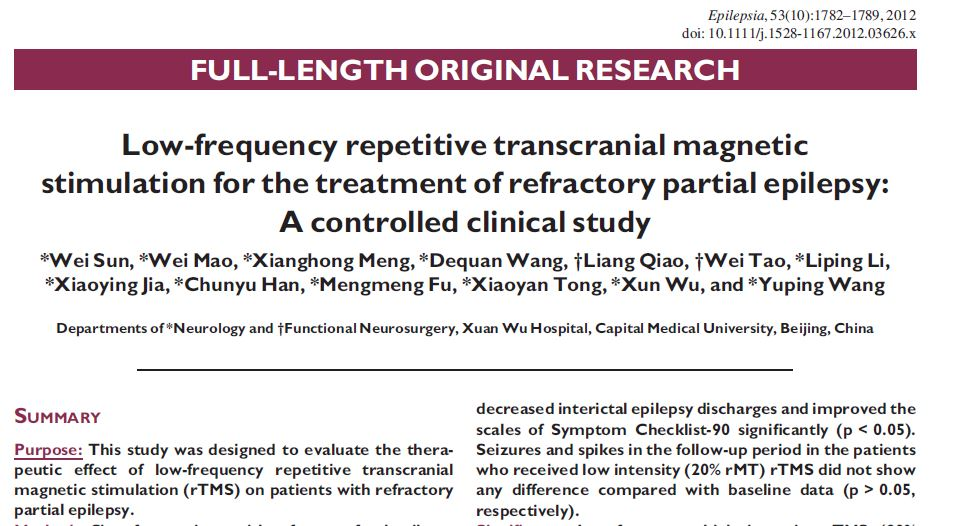 Epilepsia, 53(10):1782–1789, 2012
doi: 10.1111/j.1528-1167.2012.03626.x
FULL-LENGTH ORIGINAL RESEARCH
Low-frequency repetitive transcranial magnetic
stimulation for the treatment of refractory partial epilepsy:
A controlled clinical study
*Wei Sun, *Wei Mao, *Xianghong Meng, *Dequan Wang, †Liang Qiao, †Wei Tao, *Liping Li,
*Xiaoying Jia, *Chunyu Han, *Mengmeng Fu, *Xiaoyan Tong, *Xun Wu, and *Yuping Wang
Departments of *Neurology and †Functional Neurosurgery, Xuan Wu Hospital, Capital Medical University, Beijing, China
SUMMARY
Purpose: This study was designed to evaluate the thera-
peutic effect of low-frequency repetitive transcranial
magnetic stimulation (rTMS) on patients with refractory
partial epilepsy.
decreased interictal epilepsy discharges and improved the
scales of Symptom Checklist-90 significantly (p < 0.05).
Seizures and spikes in the follow-up period in the patients
who received low intensity (20% rMT) rTMS did not show
any difference compared with baseline data (p > 0.05,
respectively).